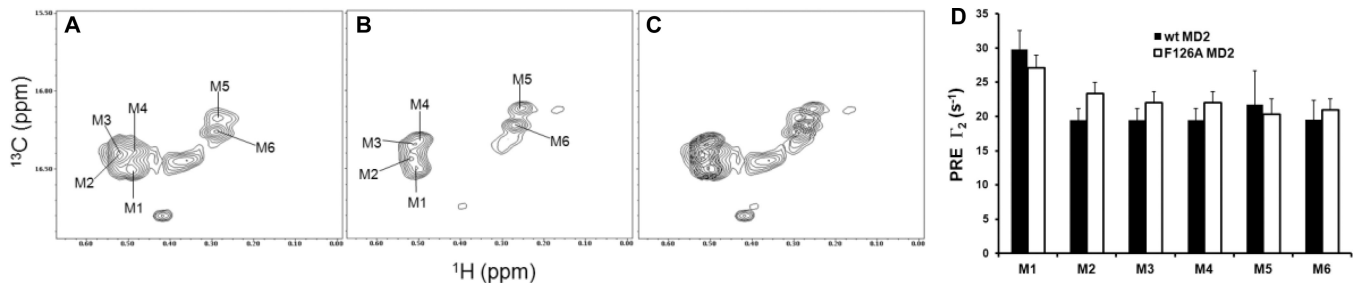 A
B
C
D
15.50
16.00
16.50
¹³C (ppm)
M5
M4
M3
M6
M2
M1
0.60 0.50 0.40 0.30 0.20 0.10 0.00
M5
M4
M3
M6
M2
M1
0.60 0.50 0.40 0.30 0.20 0.10 0.00
0.60 0.50 0.40 0.30 0.20 0.10 0.00
¹H (ppm)
PRE Γ₂ (s⁻¹)
35
30
25
20
15
10
5
0
wt MD2
F126A MD2
M1 M2 M3 M4 M5 M6